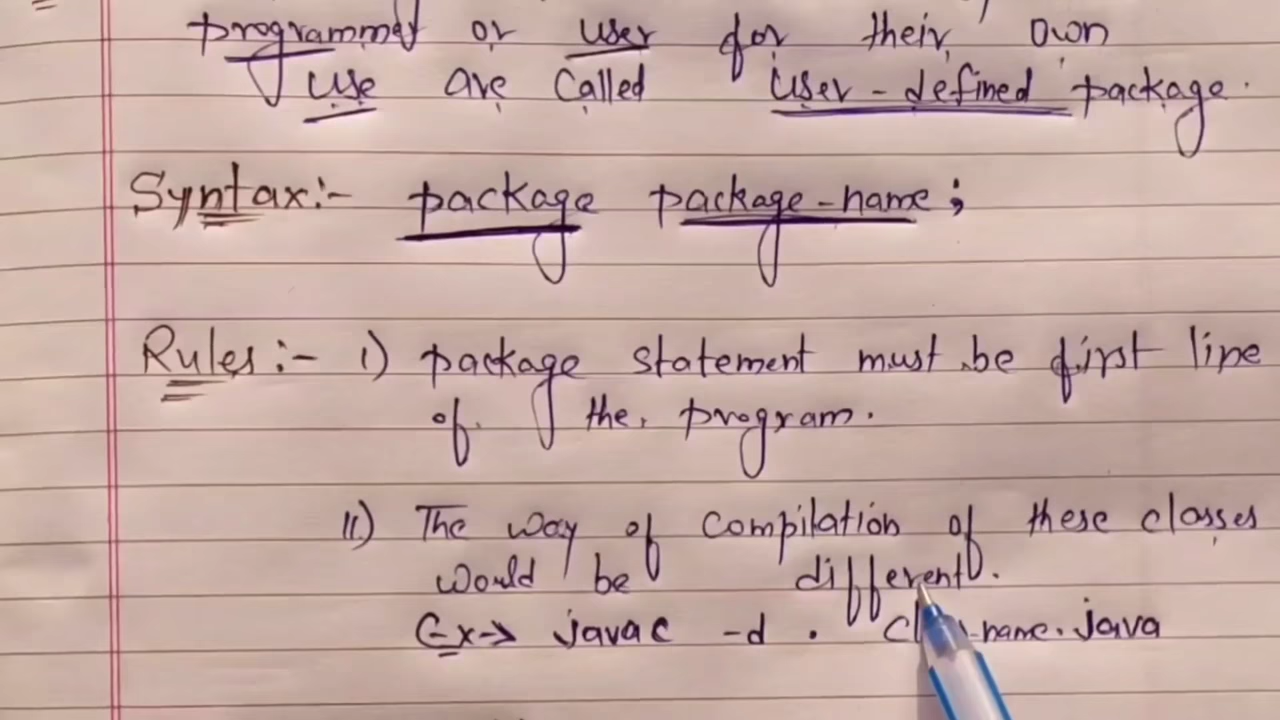 programmer or user for their own
use are called user-defined package.
Syntax:- package package-name;
Rules:- i) package statement must be first line
of the program.
ii) The way of compilation of these classes
would be different.
Ex→ javac -d . name.java